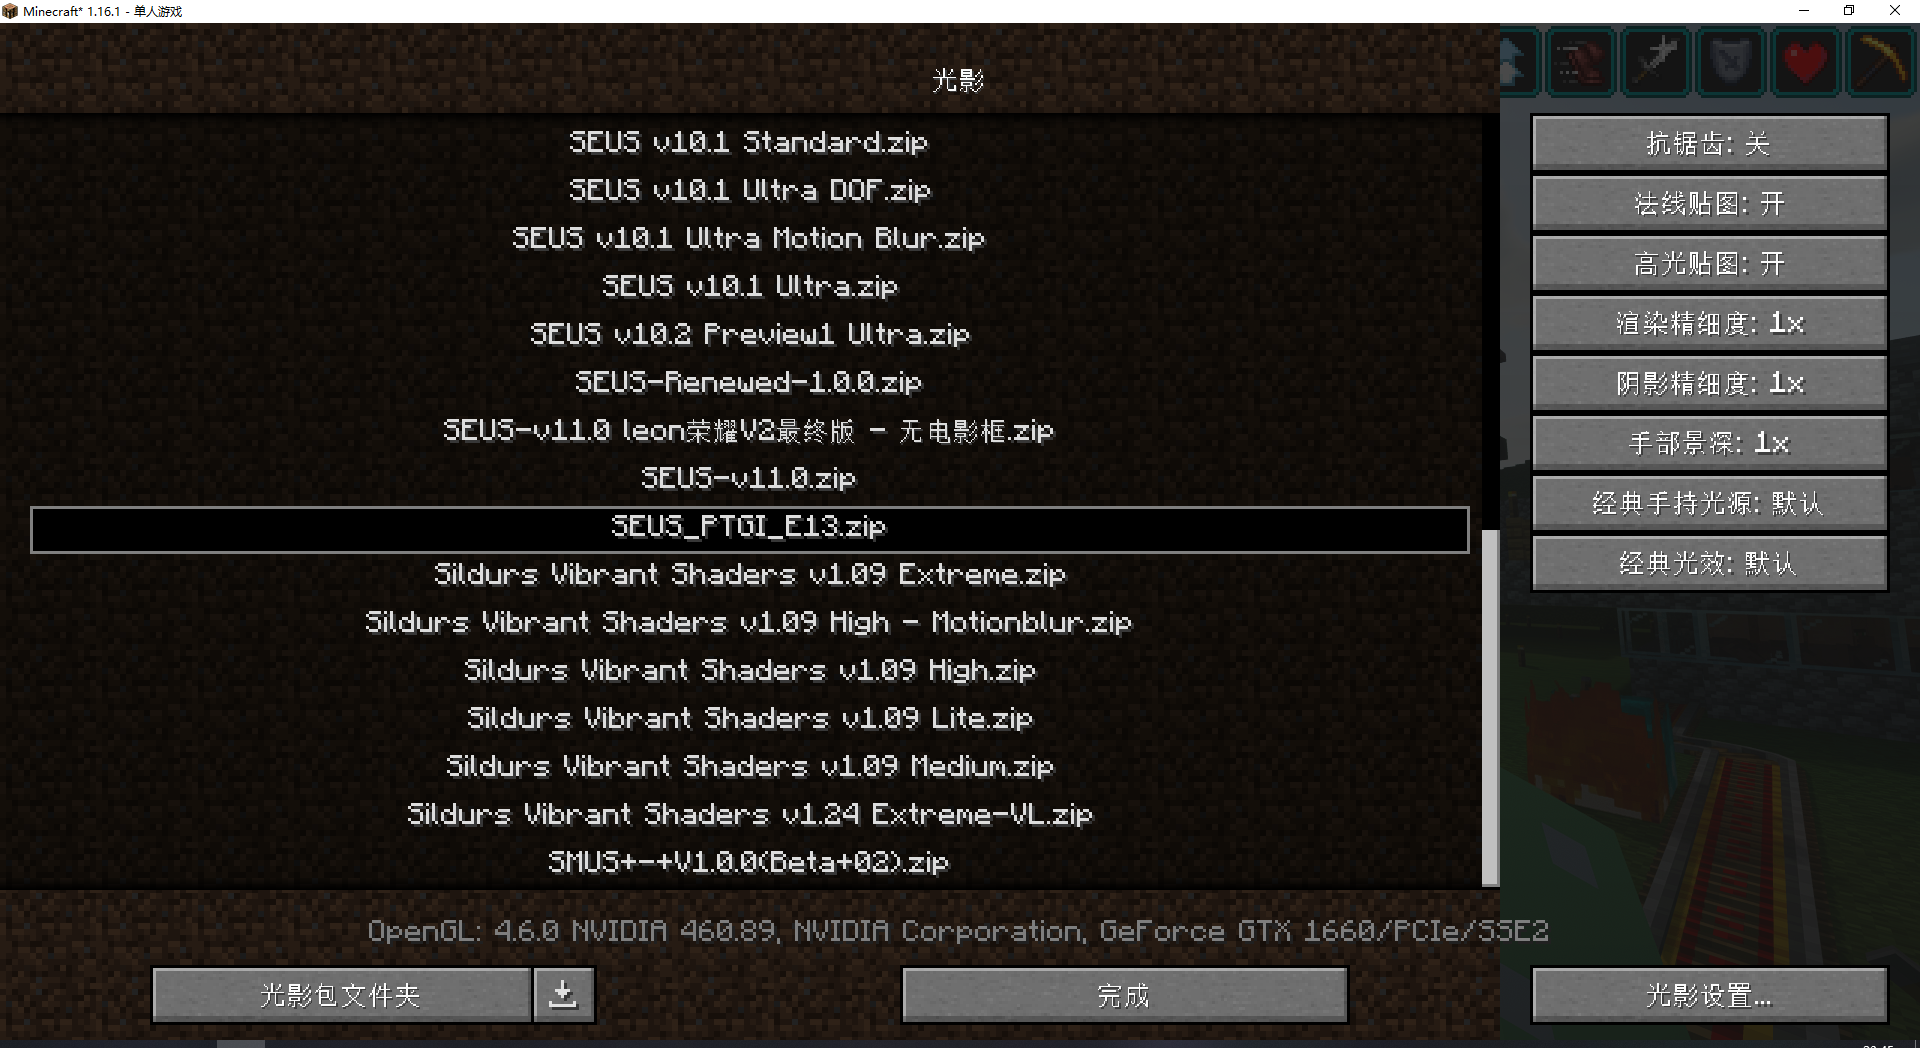 Minecraft* 1.16.1 - 单人游戏
光影
SEUS v10.1 Standard.zip
SEUS v10.1 Ultra DOF.zip
SEUS v10.1 Ultra Motion Blur.zip
SEUS v10.1 Ultra.zip
SEUS v10.2 Preview1 Ultra.zip
SEUS-Renewed-1.0.0.zip
SEUS-v11.0 leon荣耀V2最终版 - 无电影框.zip
SEUS-v11.0.zip
SEUS_PTGI_E13.zip
Sildurs Vibrant Shaders v1.09 Extreme.zip
Sildurs Vibrant Shaders v1.09 High - Motionblur.zip
Sildurs Vibrant Shaders v1.09 High.zip
Sildurs Vibrant Shaders v1.09 Lite.zip
Sildurs Vibrant Shaders v1.09 Medium.zip
Sildurs Vibrant Shaders v1.24 Extreme-VL.zip
SMUS+-+V1.0.0(Beta+02).zip
抗锯齿: 关
法线贴图: 开
高光贴图: 开
渲染精细度: 1x
阴影精细度: 1x
手部景深: 1x
经典手持光源: 默认
经典光效: 默认
OpenGL: 4.6.0 NVIDIA 460.89, NVIDIA Corporation, GeForce GTX 1660/PCIe/SSE2
光影包文件夹
完成
光影设置...